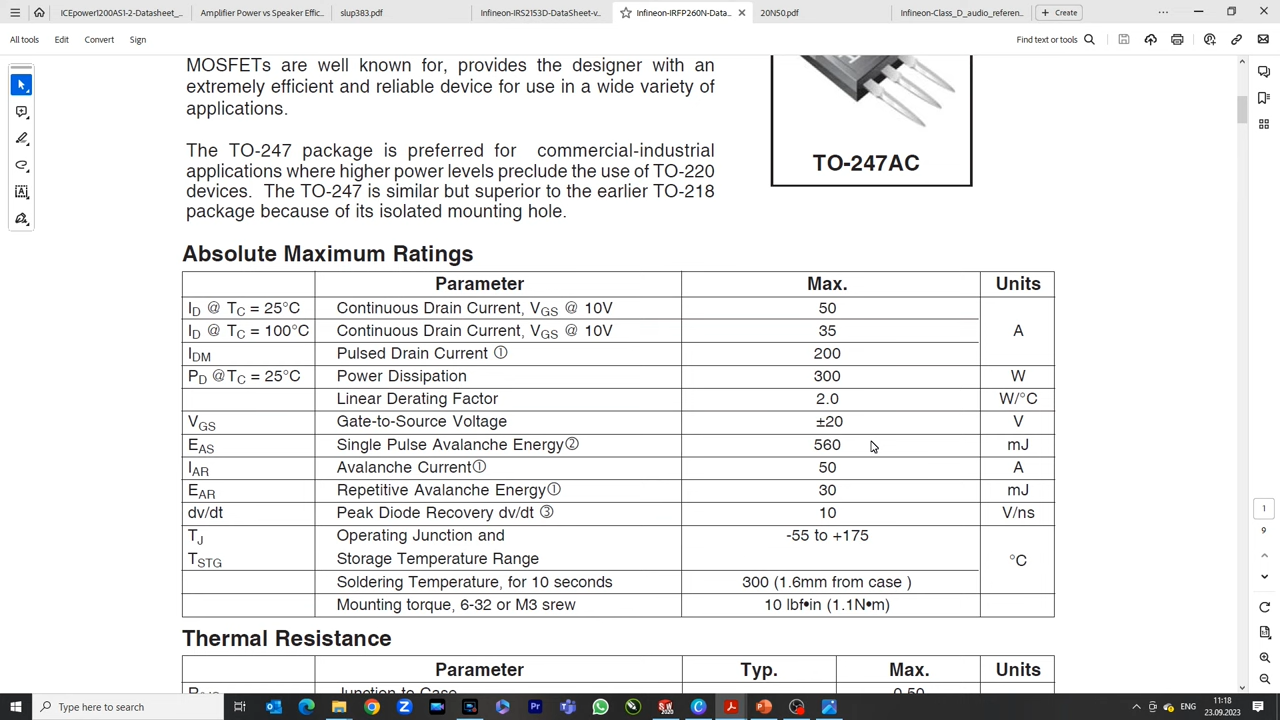 ICEpower1200AS1-2-Datasheet_...
Amplifier Power vs Speaker Effic...
slup383.pdf
Infineon-IRS2153D-DataSheet-v...
Infineon-IRFP260N-Data...
20N50.pdf
Infineon-Class_D_audio_referen...
Create
All tools
Edit
Convert
Sign
Find text or tools
MOSFETs are well known for, provides the designer with an
extremely efficient and reliable device for use in a wide variety of
applications.
The TO-247 package is preferred for commercial-industrial
applications where higher power levels preclude the use of TO-220
devices. The TO-247 is similar but superior to the earlier TO-218
package because of its isolated mounting hole.
TO-247AC
Absolute Maximum Ratings
Parameter Max. Units
ID @ TC = 25°C Continuous Drain Current, VGS @ 10V 50
ID @ TC = 100°C Continuous Drain Current, VGS @ 10V 35 A
IDM Pulsed Drain Current ① 200
PD @TC = 25°C Power Dissipation 300 W
Linear Derating Factor 2.0 W/°C
VGS Gate-to-Source Voltage ±20 V
EAS Single Pulse Avalanche Energy② 560 mJ
IAR Avalanche Current① 50 A
EAR Repetitive Avalanche Energy① 30 mJ
dv/dt Peak Diode Recovery dv/dt ③ 10 V/ns
TJ Operating Junction and -55 to +175
TSTG Storage Temperature Range °C
Soldering Temperature, for 10 seconds 300 (1.6mm from case )
Mounting torque, 6-32 or M3 srew 10 lbf•in (1.1N•m)
Thermal Resistance
Parameter Typ. Max. Units
Junction-to-Case 0.50
1
9
Type here to search
ENG
11:18
23.09.2023